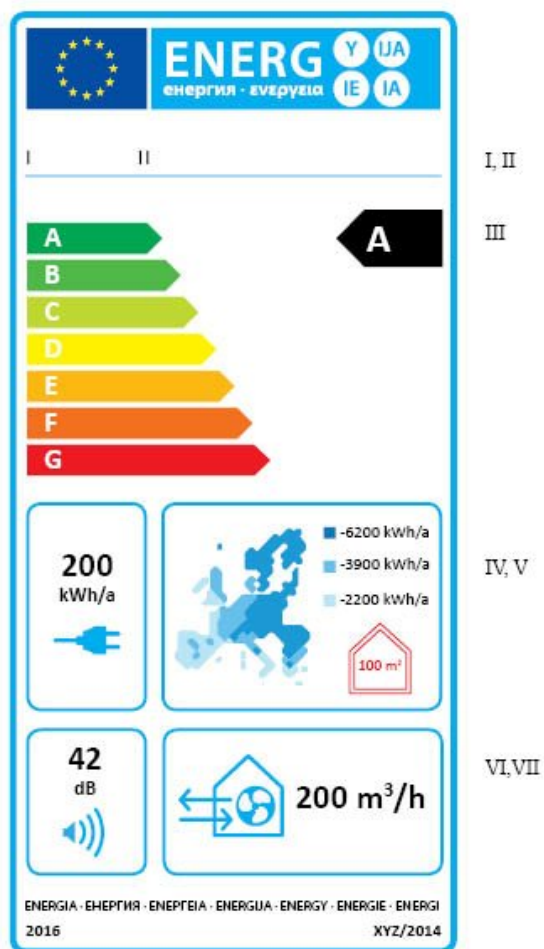 ENERG Y IJA
енергия · ενεργεια IE IA
I II I, II
A A III
B
C
D
E
F
G
-6200 kWh/a
200 -3900 kWh/a IV, V
kWh/a -2200 kWh/a
100 m²
42 VI,VII
dB 200 m³/h
ENERGIA · ЕНЕРГИЯ · ΕΝΕΡΓΕΙΑ · ENERGIJA · ENERGY · ENERGIE · ENERGI
2016 XYZ/2014